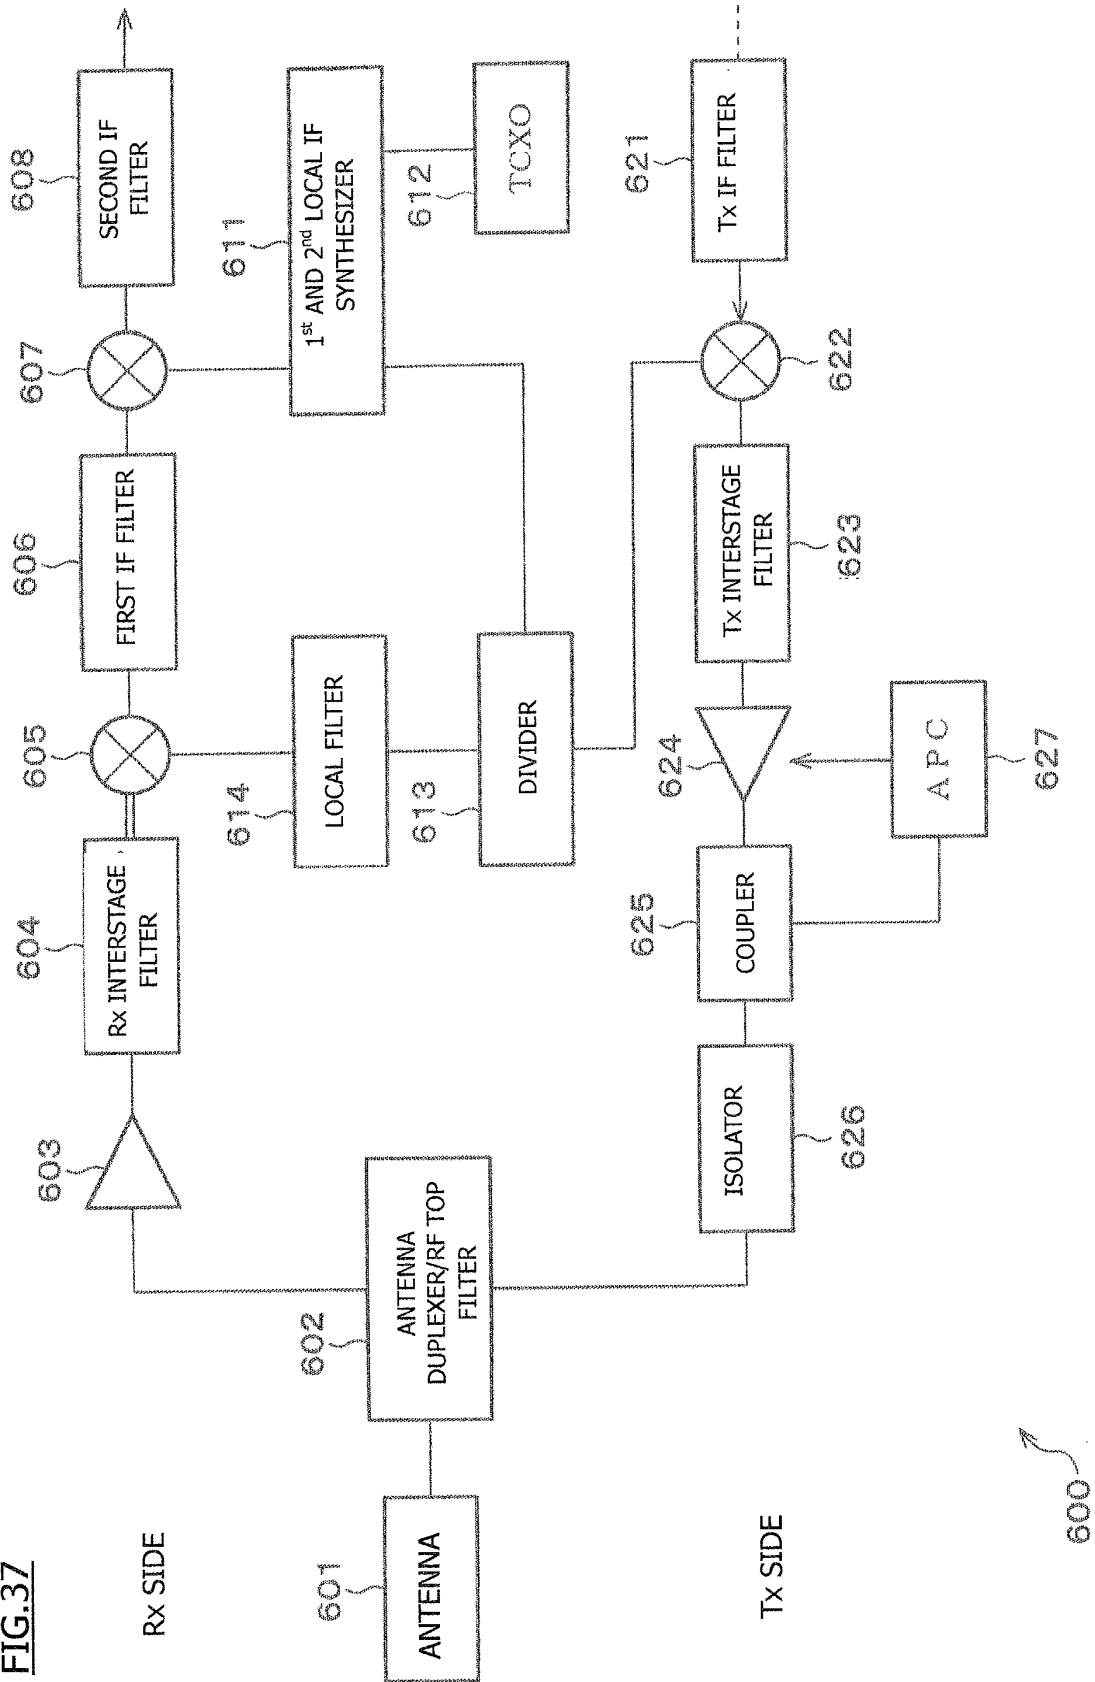 FIG.37
Rx SIDE
601
ANTENNA
602
ANTENNA
DUPLEXER/RF TOP
FILTER
603
604
Rx INTERSTAGE
FILTER
605
606
FIRST IF FILTER
607
608
SECOND IF
FILTER
614
LOCAL FILTER
611
1st AND 2nd LOCAL IF
SYNTHESIZER
613
DIVIDER
612
TCXO
Tx SIDE
ISOLATOR
626
625
COUPLER
624
Tx INTERSTAGE
FILTER
623
622
621
Tx IF FILTER
APC
627
600